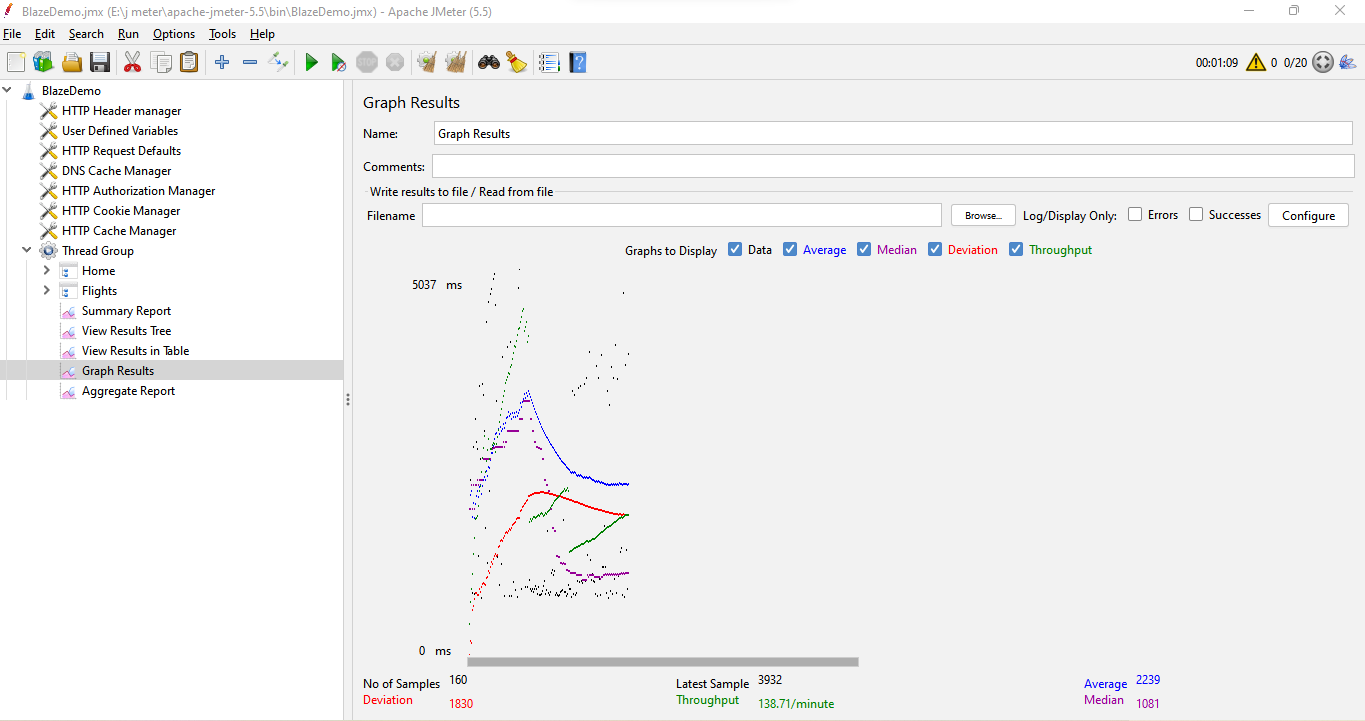 BlazeDemo.jmx (E:\j meter\apache-jmeter-5.5\bin\BlazeDemo.jmx) - Apache JMeter (5.5)
File Edit Search Run Options Tools Help
STOP 00:01:09 0 0/20
BlazeDemo
HTTP Header manager
User Defined Variables
HTTP Request Defaults
DNS Cache Manager
HTTP Authorization Manager
HTTP Cookie Manager
HTTP Cache Manager
Thread Group
Home
Flights
Summary Report
View Results Tree
View Results in Table
Graph Results
Aggregate Report
Graph Results
Name: Graph Results
Comments:
Write results to file / Read from file
Filename Browse... Log/Display Only: Errors Successes Configure
Graphs to Display Data Average Median Deviation Throughput
5037 ms
0 ms
No of Samples 160 Latest Sample 3932 Average 2239
Deviation 1830 Throughput 138.71/minute Median 1081